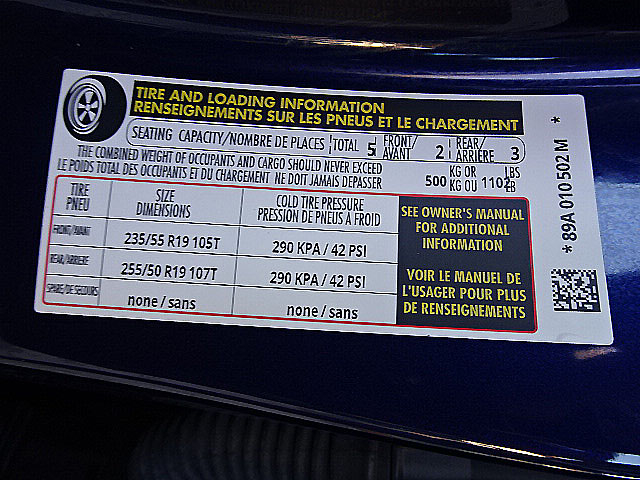 TIRE AND LOADING INFORMATION
RENSEIGNEMENTS SUR LES PNEUS ET LE CHARGEMENT
SEATING CAPACITY/NOMBRE DE PLACES TOTAL 5 FRONT/AVANT 2 REAR/ARRIÈRE 3
THE COMBINED WEIGHT OF OCCUPANTS AND CARGO SHOULD NEVER EXCEED
LE POIDS TOTAL DES OCCUPANTS ET DU CHARGEMENT NE DOIT JAMAIS DÉPASSER
500 KG OR KG OU 1102 LBS LB
TIRE PNEU SIZE DIMENSIONS COLD TIRE PRESSURE PRESSION DE PNEUS À FROID
FRONT/AVANT 235/55 R19 105T 290 KPA / 42 PSI
REAR/ARRIÈRE 255/50 R19 107T 290 KPA / 42 PSI
SPARE/DE SECOURS none / sans none / sans
SEE OWNER'S MANUAL
FOR ADDITIONAL
INFORMATION
VOIR LE MANUEL DE
L'USAGER POUR PLUS
DE RENSEIGNEMENTS
* 89A 010 502 M *